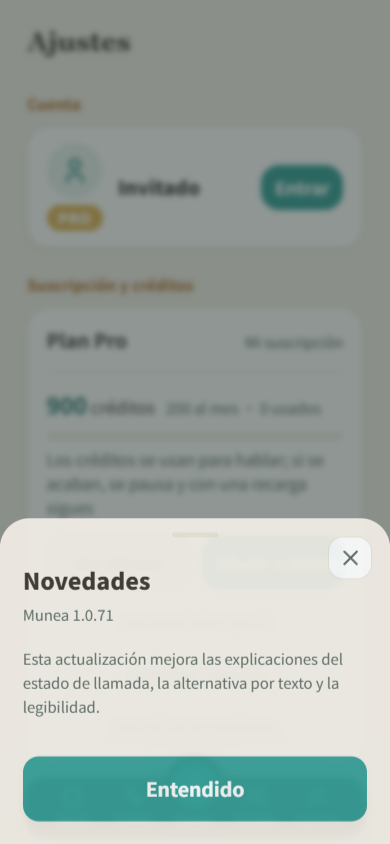 Ajustes
Cuenta
Invitado
Entrar
PRO
Suscripción y créditos
Plan Pro
Mi suscripción
900 créditos 200 al mes • 0 usados
Los créditos se usan para hablar; si se
acaban, se pausa y con una recarga
sigues
Novedades
Munea 1.0.71
Esta actualización mejora las explicaciones del
estado de llamada, la alternativa por texto y la
legibilidad.
Entendido